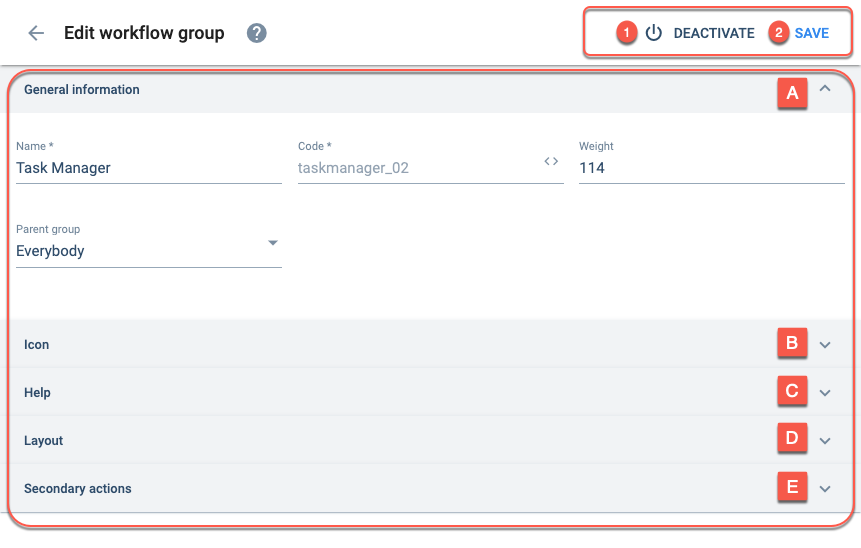 Edit workflow group ?
1 DEACTIVATE 2 SAVE
General information A
Name * Code * Weight
Task Manager taskmanager_02 <> 114
Parent group
Everybody
Icon B
Help C
Layout D
Secondary actions E